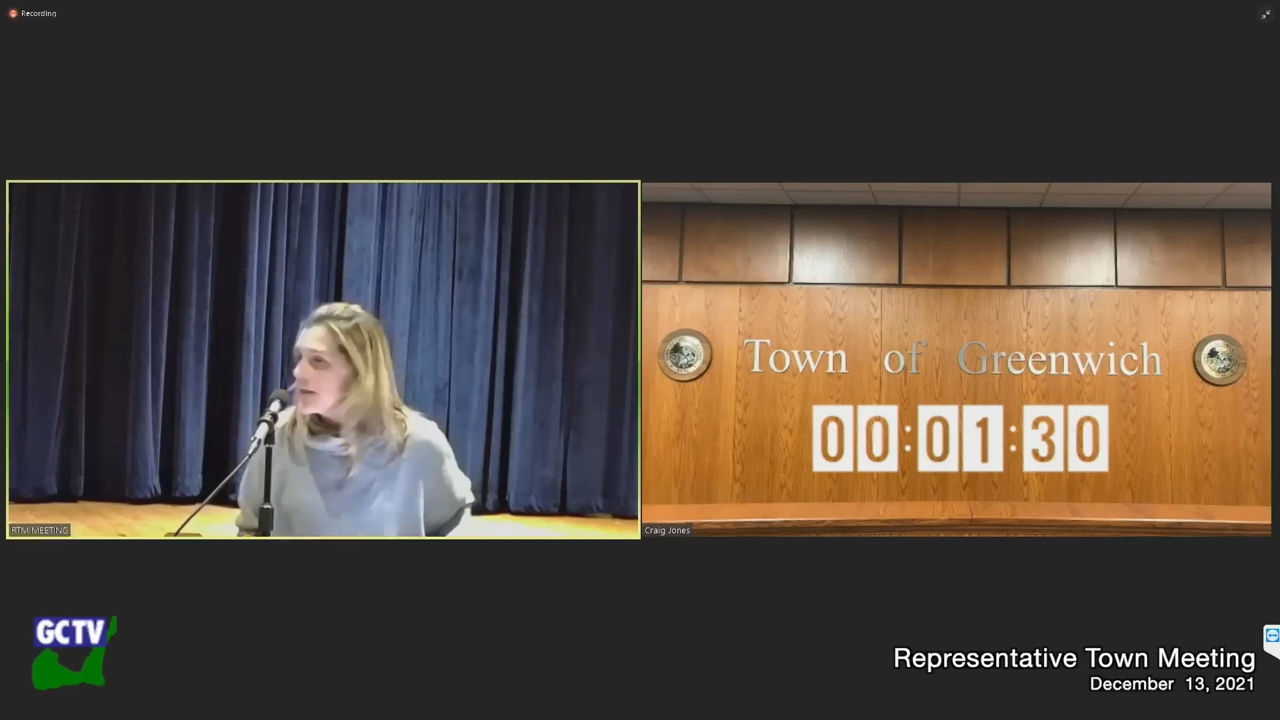 Recording
Town of Greenwich
00:01:30
RTM MEETING
Craig Jones
GCTV
Representative Town Meeting
December 13, 2021